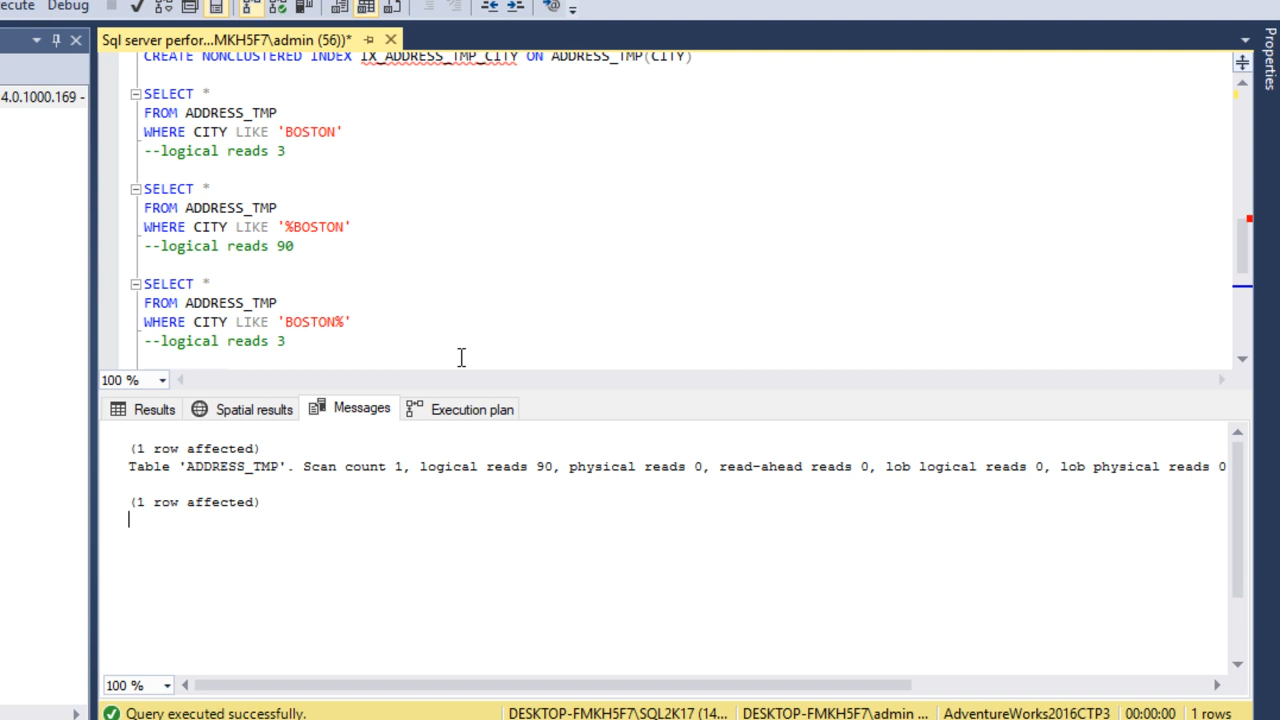 ecute Debug
Sql server perfor...MKH5F7\admin (56))*
Properties
4.0.1000.169 -
CREATE NONCLUSTERED INDEX IX_ADDRESS_TMP_CITY ON ADDRESS_TMP(CITY)
SELECT *
FROM ADDRESS_TMP
WHERE CITY LIKE 'BOSTON'
--logical reads 3
SELECT *
FROM ADDRESS_TMP
WHERE CITY LIKE '%BOSTON'
--logical reads 90
SELECT *
FROM ADDRESS_TMP
WHERE CITY LIKE 'BOSTON%'
--logical reads 3
100 %
Results Spatial results Messages Execution plan
(1 row affected)
Table 'ADDRESS_TMP'. Scan count 1, logical reads 90, physical reads 0, read-ahead reads 0, lob logical reads 0, lob physical reads 0
(1 row affected)
100 %
Query executed successfully. DESKTOP-FMKH5F7\SQL2K17 (14... DESKTOP-FMKH5F7\admin ... AdventureWorks2016CTP3 00:00:00 1 rows